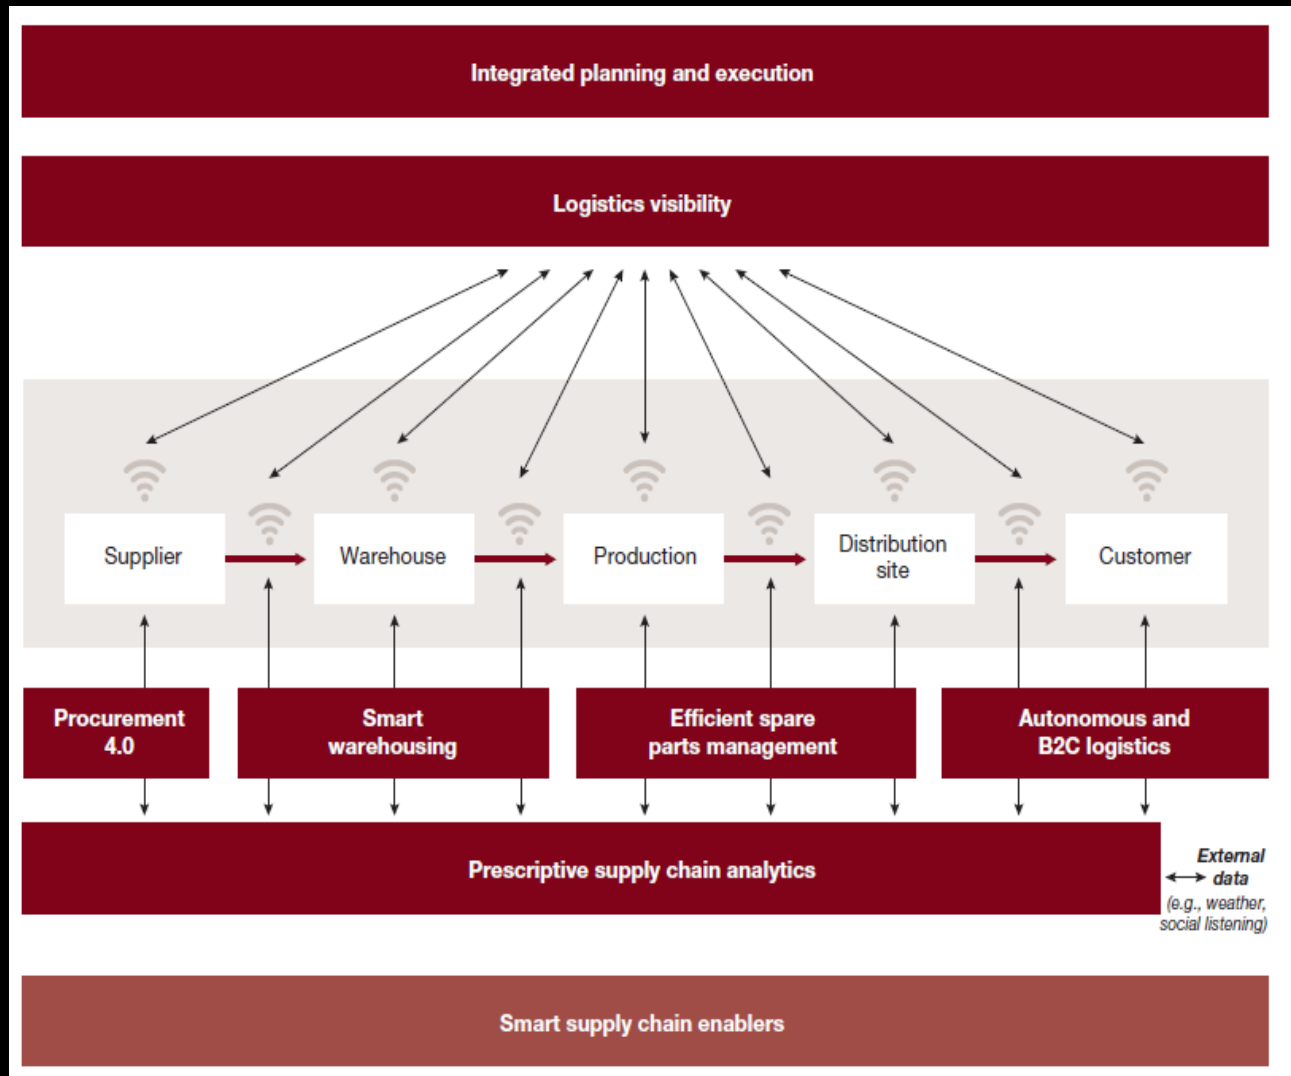 Integrated planning and execution
Logistics visibility
Supplier
Warehouse
Production
Distribution
site
Customer
Procurement
4.0
Smart
warehousing
Efficient spare
parts management
Autonomous and
B2C logistics
Prescriptive supply chain analytics
External
data
(e.g., weather,
social listening)
Smart supply chain enablers